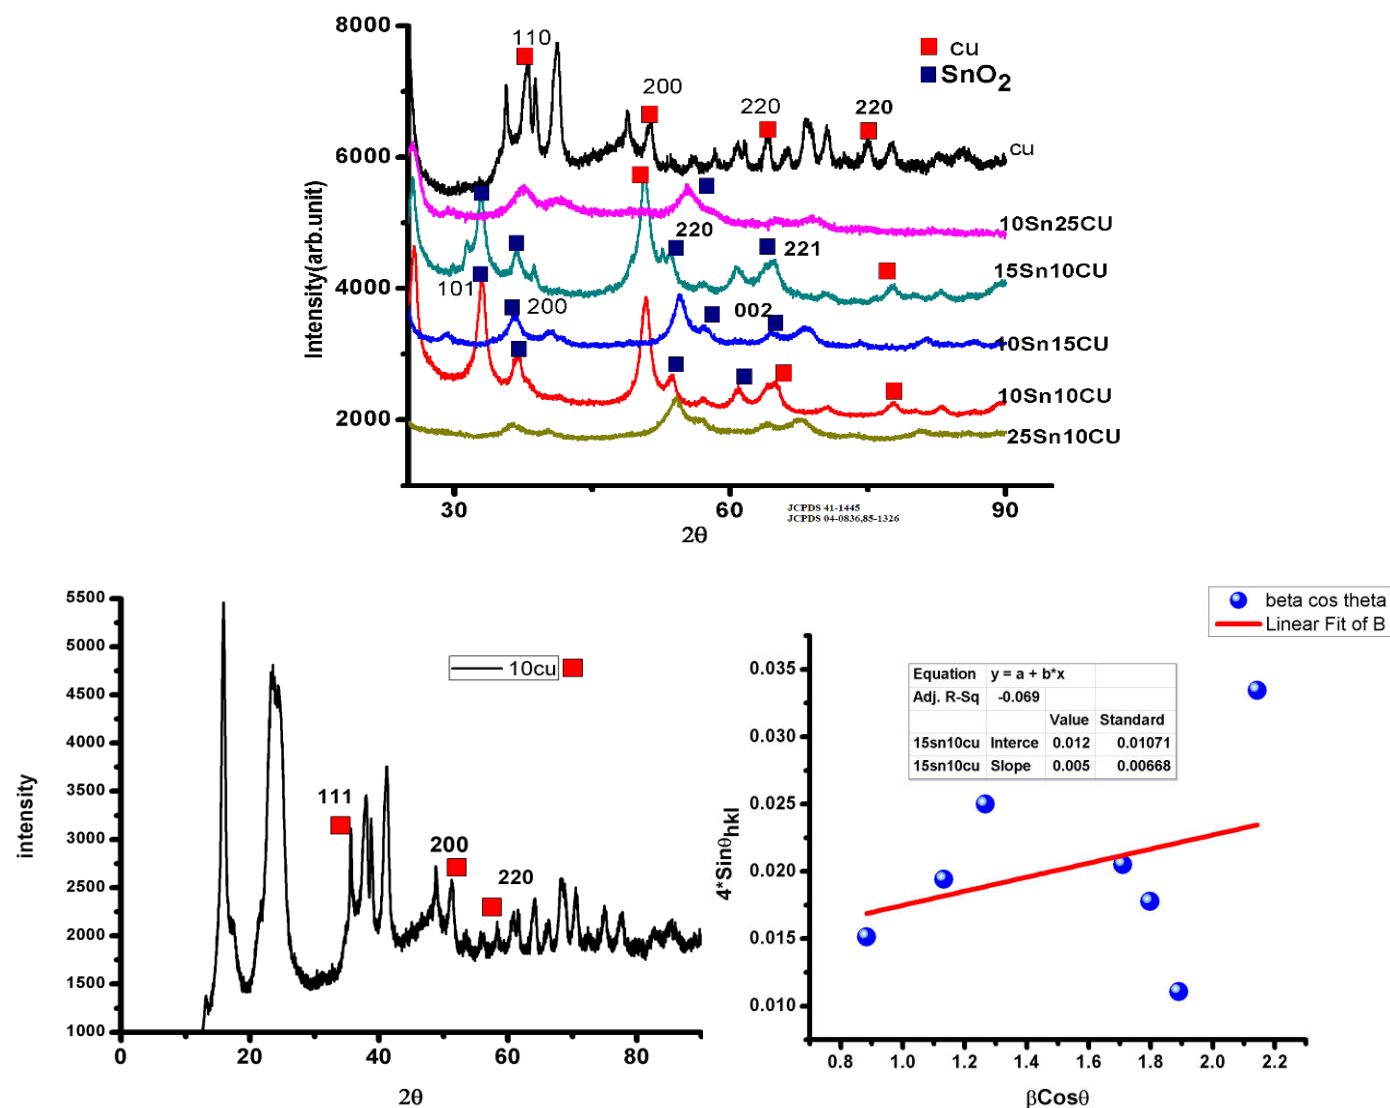 8000
6000
4000
2000
Intensity(arb.unit)
110
200
220
220
cu
SnO2
cu
10Sn25CU
15Sn10CU
10Sn15CU
10Sn10CU
25Sn10CU
220
221
101
200
002
30
60
90
JCPDS 41-1445
JCPDS 04-0836,85-1326
2θ
5500
5000
4500
4000
3500
3000
2500
2000
1500
1000
intensity
10cu
111
200
220
0
20
40
60
80
2θ
beta cos theta
Linear Fit of B
0.035
0.030
0.025
0.020
0.015
0.010
4*Sinθhkl
Equation y = a + b*x
Adj. R-Sq -0.069
Value Standard
15sn10cu Interce 0.012 0.01071
15sn10cu Slope 0.005 0.00668
0.8
1.0
1.2
1.4
1.6
1.8
2.0
2.2
βCosθ